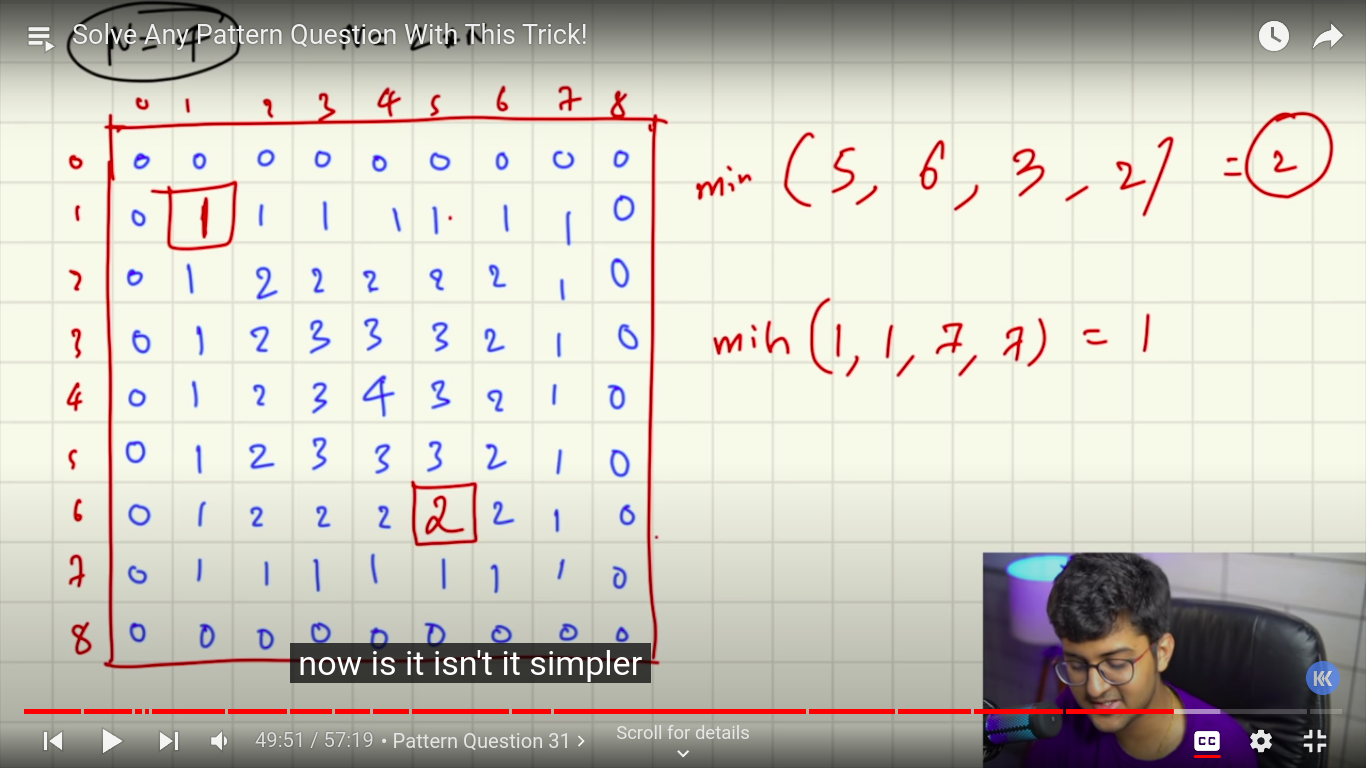 Solve Any Pattern Question With This Trick!
N=4
0 1 2 3 4 5 6 7 8
0 0 0 0 0 0 0 0 0 0
1 0 1 1 1 1 1 1 1 0
2 0 1 2 2 2 2 2 1 0
3 0 1 2 3 3 3 2 1 0
4 0 1 2 3 4 3 2 1 0
5 0 1 2 3 3 3 2 1 0
6 0 1 2 2 2 2 2 1 0
7 0 1 1 1 1 1 1 1 0
8 0 0 0 0 0 0 0 0 0
min (5, 6, 3, 2) = 2
min (1, 1, 7, 7) = 1
now is it isn't it simpler
49:51 / 57:19 • Pattern Question 31 >
Scroll for details
CC